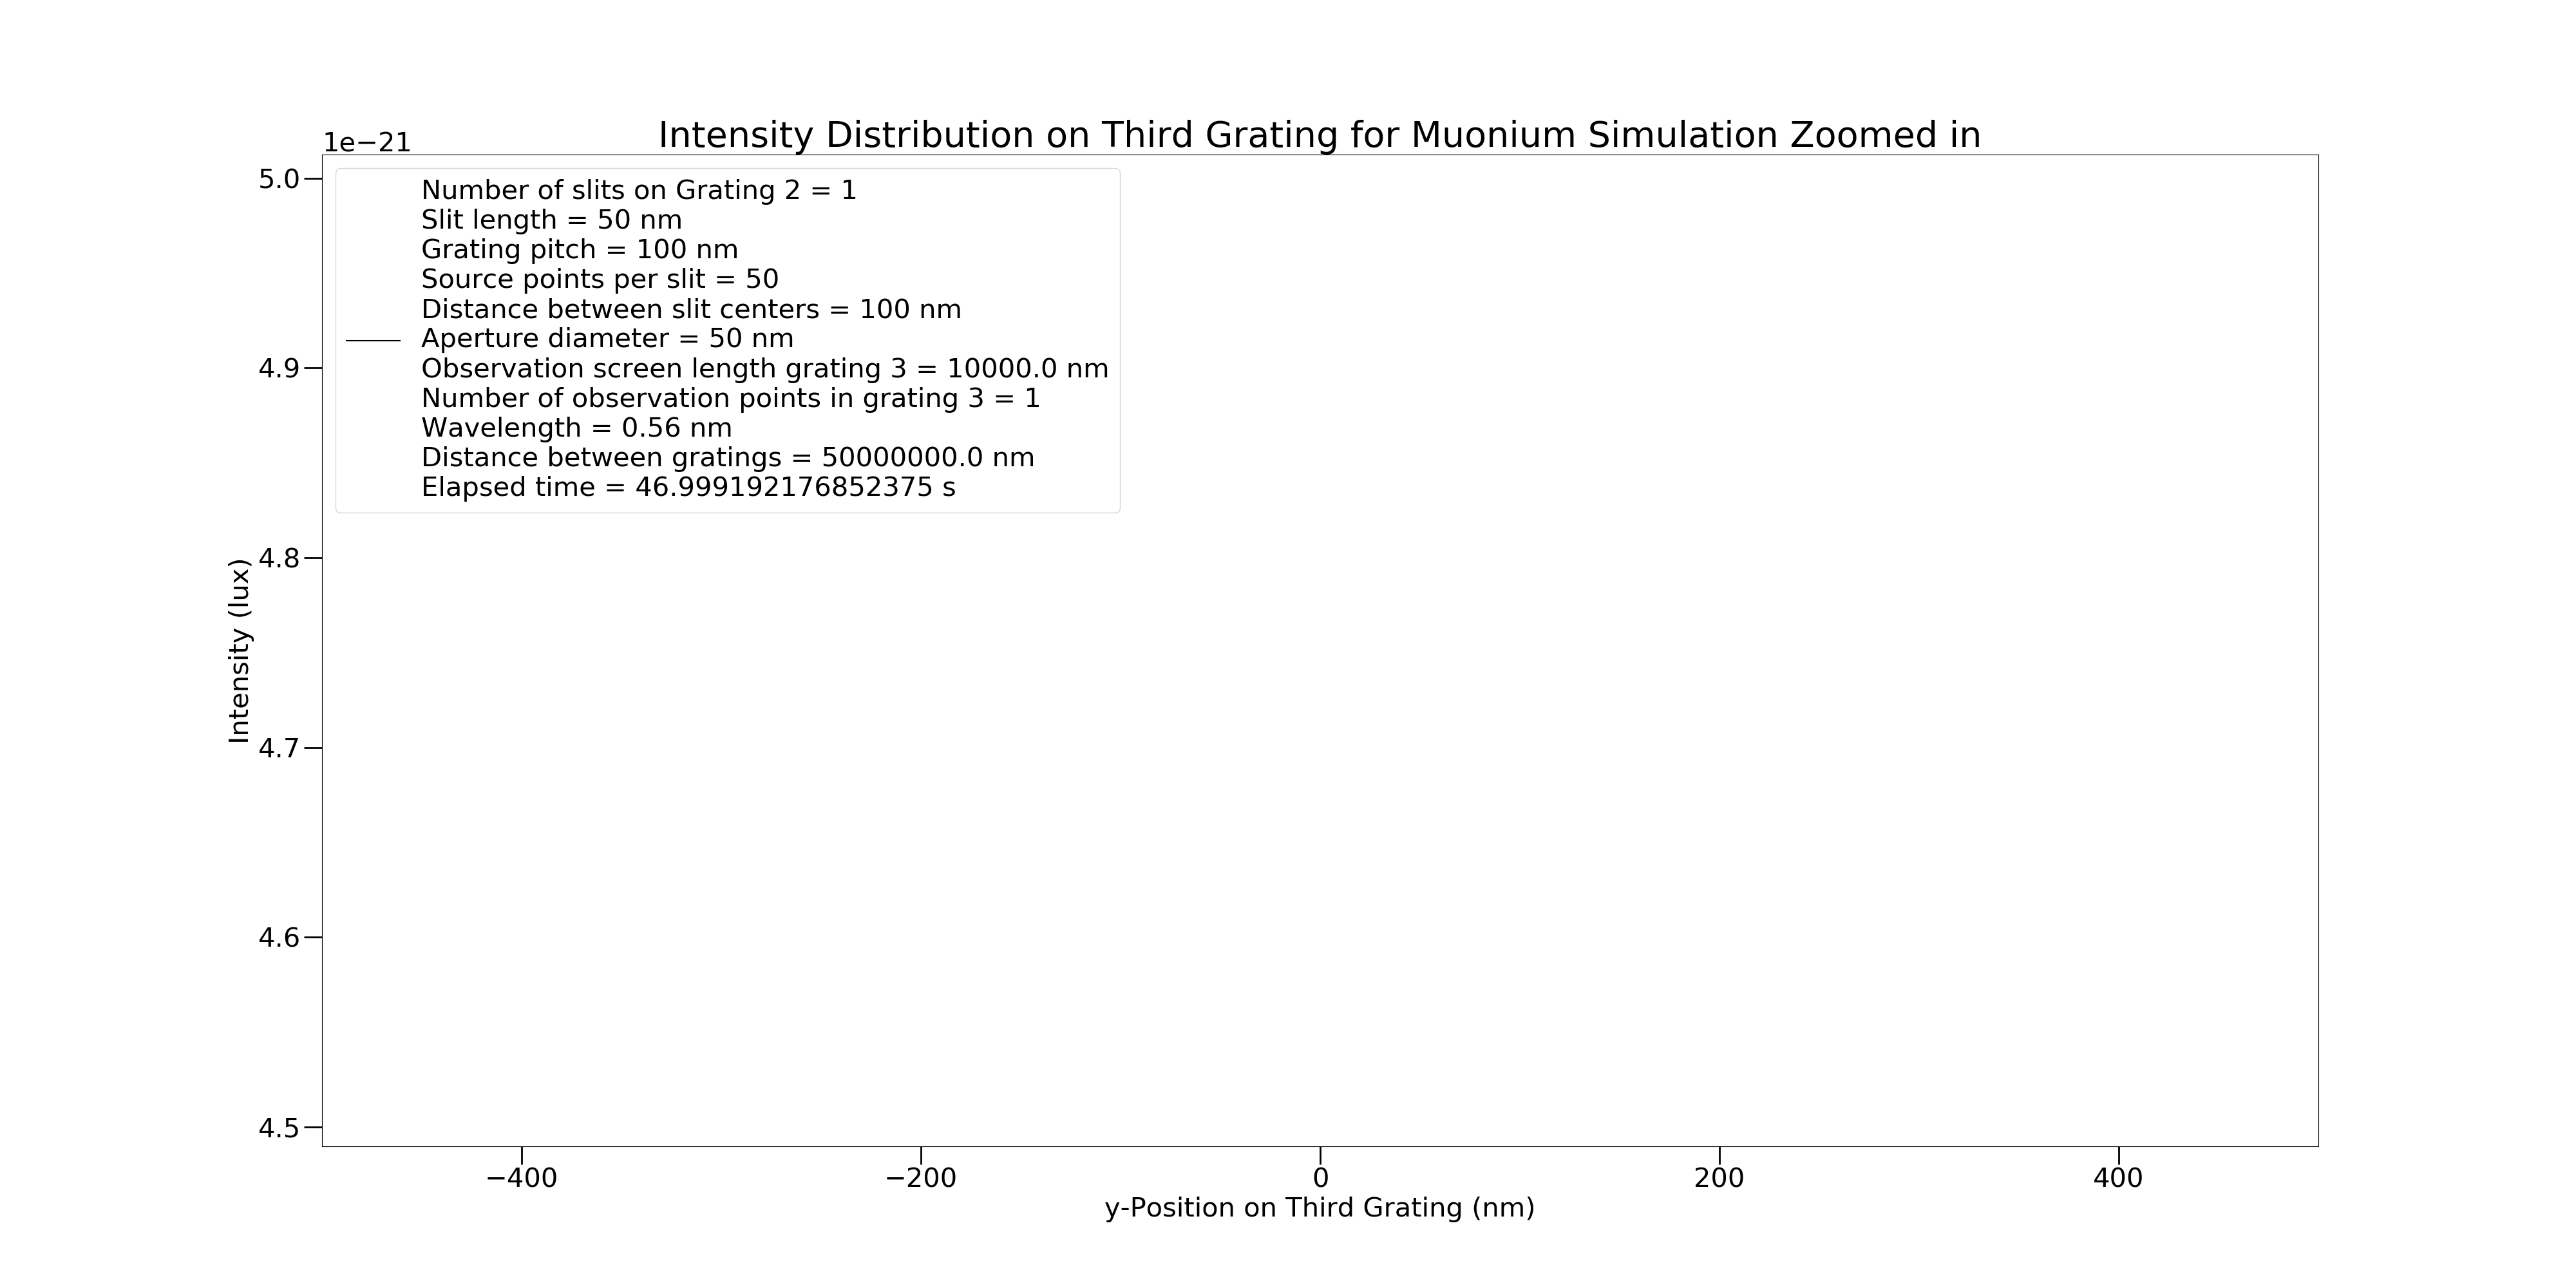 Intensity Distribution on Third Grating for Muonium Simulation Zoomed in
1e−21
5.0
4.9
4.8
4.7
4.6
4.5
Intensity (lux)
Number of slits on Grating 2 = 1
Slit length = 50 nm
Grating pitch = 100 nm
Source points per slit = 50
Distance between slit centers = 100 nm
Aperture diameter = 50 nm
Observation screen length grating 3 = 10000.0 nm
Number of observation points in grating 3 = 1
Wavelength = 0.56 nm
Distance between gratings = 50000000.0 nm
Elapsed time = 46.999192176852375 s
−400
−200
0
200
400
y-Position on Third Grating (nm)